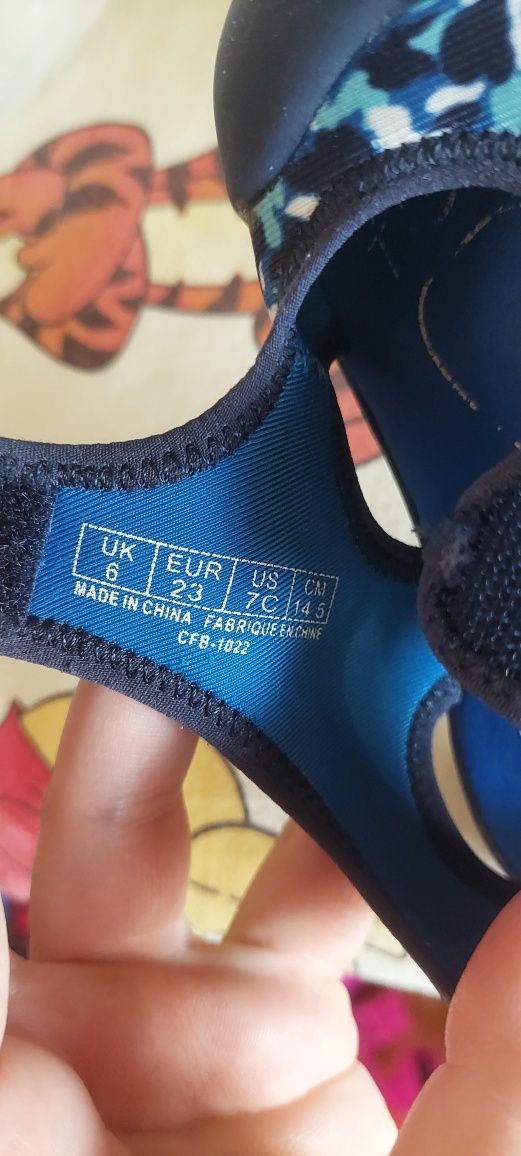 UK EUR US CM
6 23 7C 14 5
MADE IN CHINA FABRIQUE EN CHINE
CFB-1022